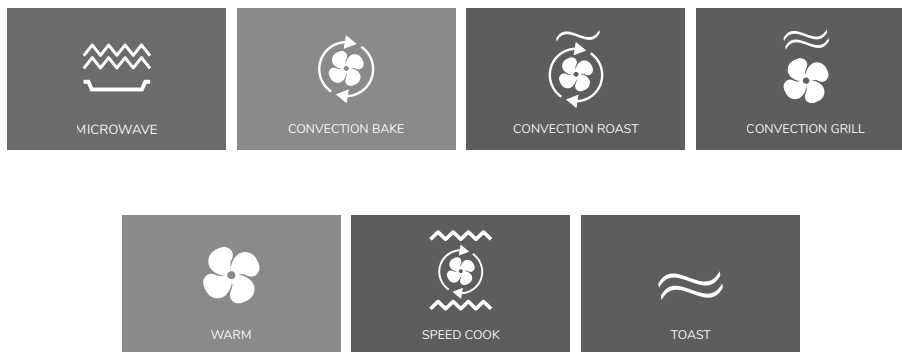 MICROWAVE
CONVECTION BAKE
CONVECTION ROAST
CONVECTION GRILL
WARM
SPEED COOK
TOAST